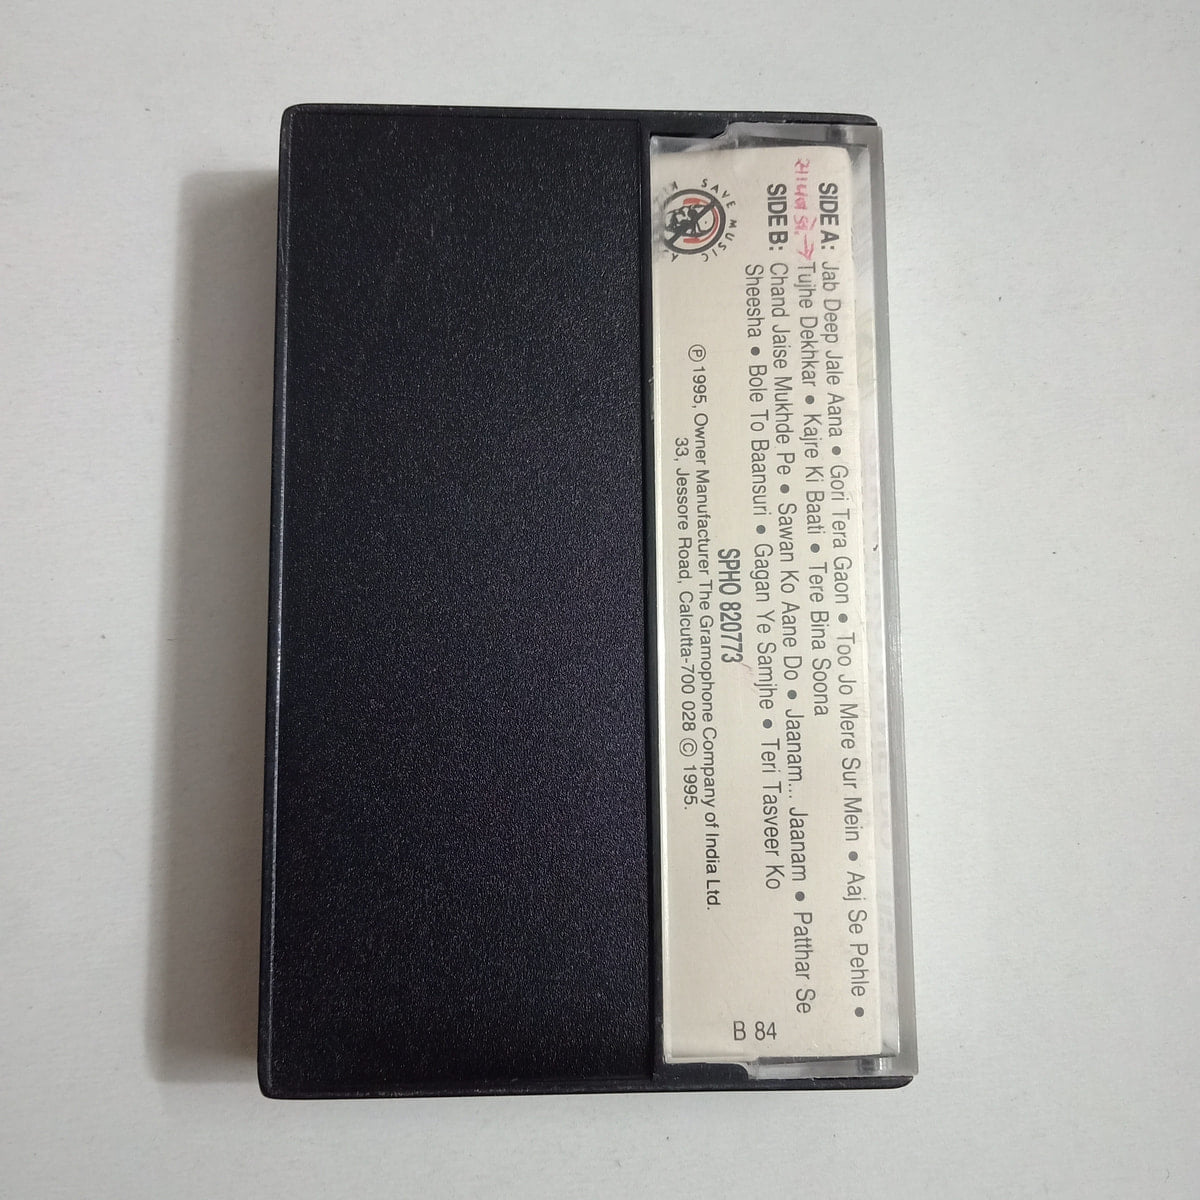 SIDE A: Jab Deep Jale Aana • Gori Tera Gaon • Too Jo Mere Sur Mein • Aaj Se Pehle •
Tujhe Dekhkar • Kajre Ki Baati • Tere Bina Soona
SIDE B: Chand Jaise Mukhde Pe • Sawan Ko Aane Do • Jaanam... Jaanam • Patthar Se
Sheesha • Bole To Baansuri • Gagan Ye Samjhe • Teri Tasveer Ko
SPHO 820773
℗ 1995, Owner Manufacturer The Gramophone Company of India Ltd.
33, Jessore Road, Calcutta-700 028 © 1995.
SAVE MUSIC
B 84